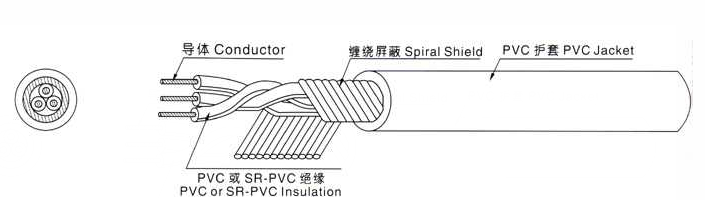 导体 Conductor
缠绕屏蔽 Spiral Shield
PVC 护套 PVC Jacket
PVC 或 SR-PVC 绝缘
PVC or SR-PVC Insulation